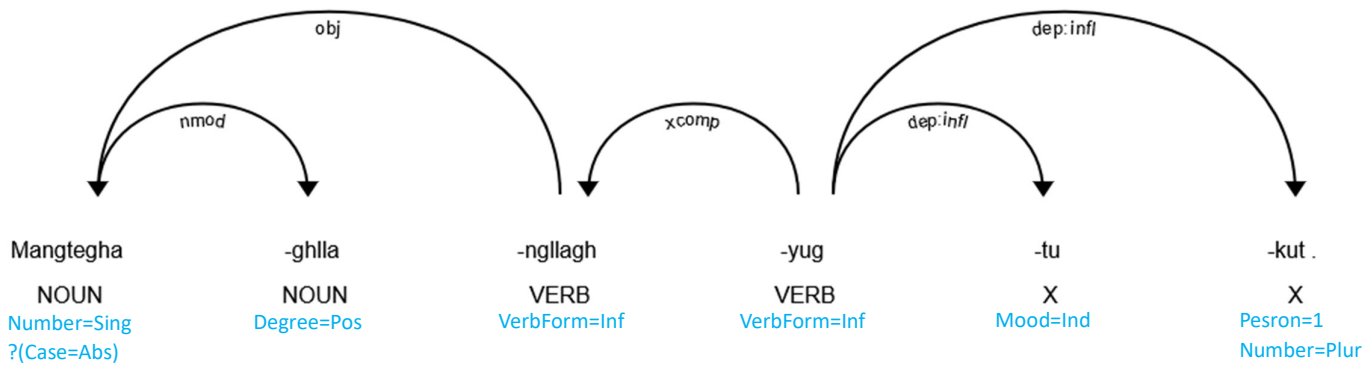 obj dep:infl
nmod xcomp dep:infl
Mangtegha -ghlla -ngllagh -yug -tu -kut .
NOUN NOUN VERB VERB X X
Number=Sing Degree=Pos VerbForm=Inf VerbForm=Inf Mood=Ind Pesron=1
?(Case=Abs) Number=Plur